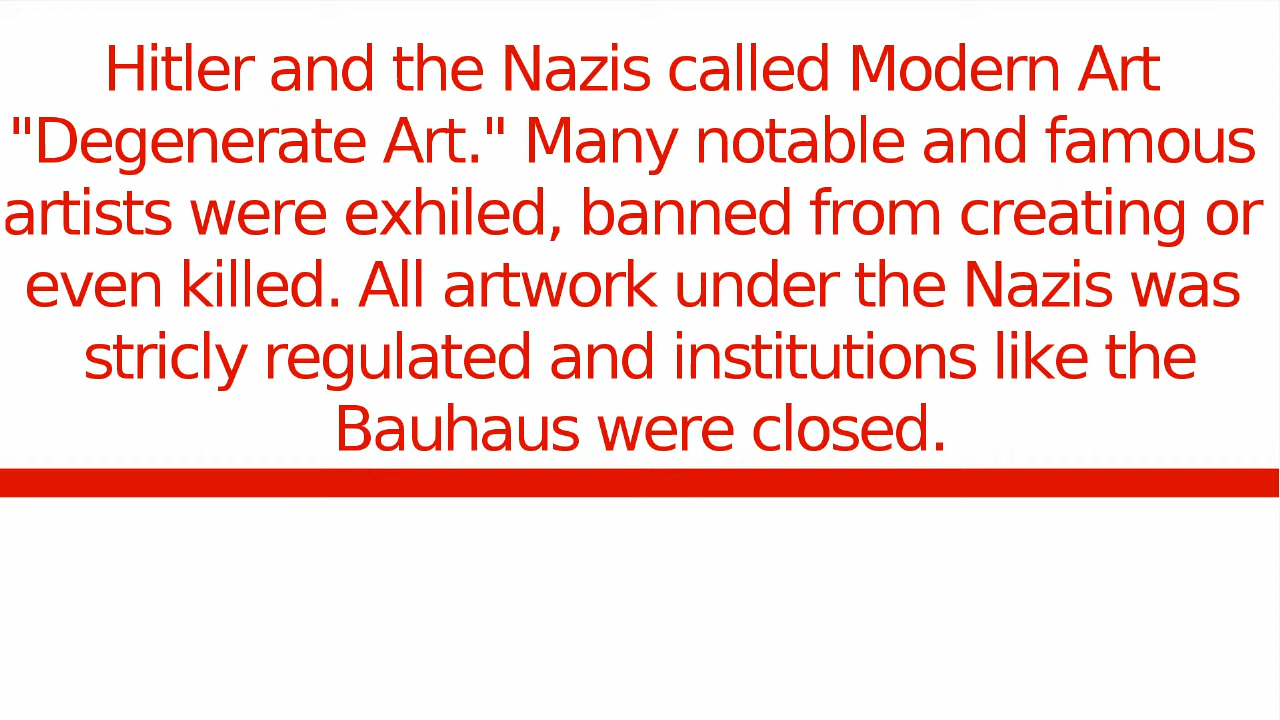 Hitler and the Nazis called Modern Art
"Degenerate Art." Many notable and famous
artists were exhiled, banned from creating or
even killed. All artwork under the Nazis was
stricly regulated and institutions like the
Bauhaus were closed.